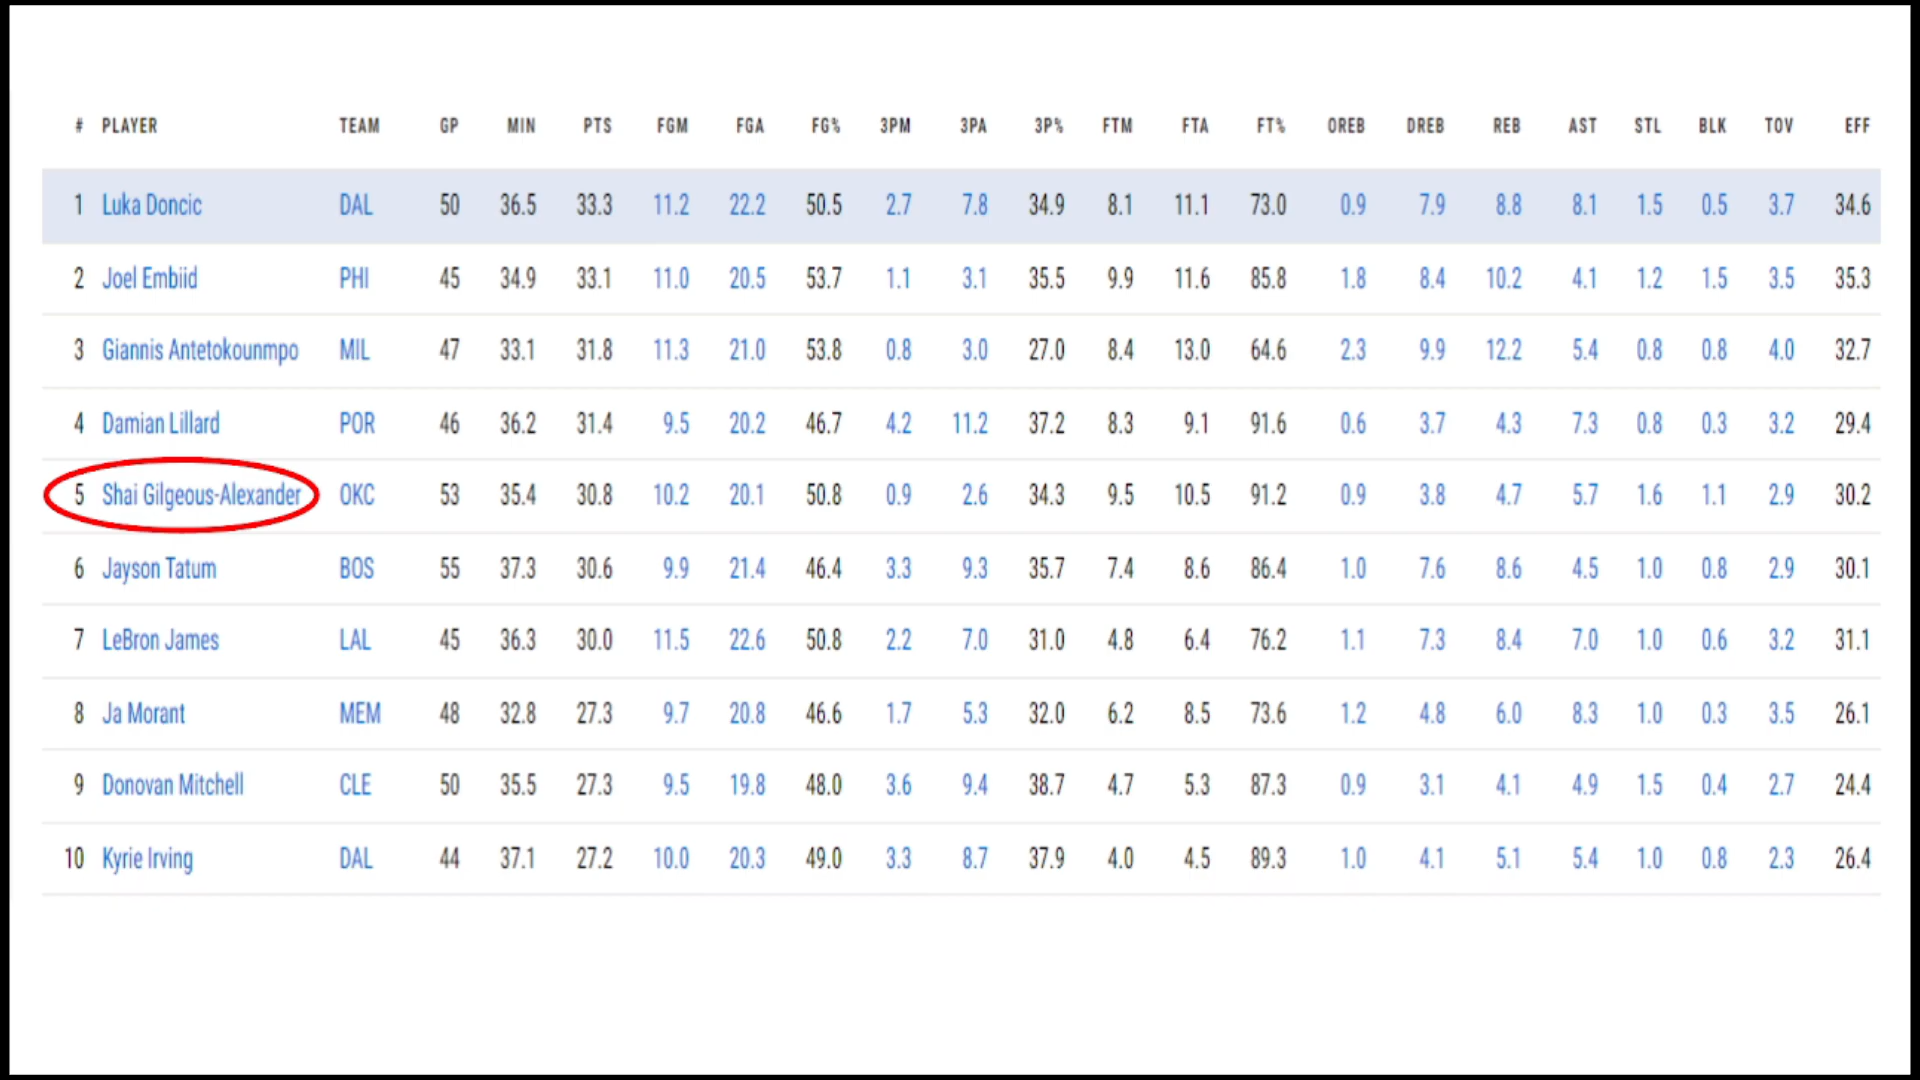 # PLAYER TEAM GP MIN PTS FGM FGA FG% 3PM 3PA 3P% FTM FTA FT% OREB DREB REB AST STL BLK TOV EFF
1 Luka Doncic DAL 50 36.5 33.3 11.2 22.2 50.5 2.7 7.8 34.9 8.1 11.1 73.0 0.9 7.9 8.8 8.1 1.5 0.5 3.7 34.6
2 Joel Embiid PHI 45 34.9 33.1 11.0 20.5 53.7 1.1 3.1 35.5 9.9 11.6 85.8 1.8 8.4 10.2 4.1 1.2 1.5 3.5 35.3
3 Giannis Antetokounmpo MIL 47 33.1 31.8 11.3 21.0 53.8 0.8 3.0 27.0 8.4 13.0 64.6 2.3 9.9 12.2 5.4 0.8 0.8 4.0 32.7
4 Damian Lillard POR 46 36.2 31.4 9.5 20.2 46.7 4.2 11.2 37.2 8.3 9.1 91.6 0.6 3.7 4.3 7.3 0.8 0.3 3.2 29.4
5 Shai Gilgeous-Alexander OKC 53 35.4 30.8 10.2 20.1 50.8 0.9 2.6 34.3 9.5 10.5 91.2 0.9 3.8 4.7 5.7 1.6 1.1 2.9 30.2
6 Jayson Tatum BOS 55 37.3 30.6 9.9 21.4 46.4 3.3 9.3 35.7 7.4 8.6 86.4 1.0 7.6 8.6 4.5 1.0 0.8 2.9 30.1
7 LeBron James LAL 45 36.3 30.0 11.5 22.6 50.8 2.2 7.0 31.0 4.8 6.4 76.2 1.1 7.3 8.4 7.0 1.0 0.6 3.2 31.1
8 Ja Morant MEM 48 32.8 27.3 9.7 20.8 46.6 1.7 5.3 32.0 6.2 8.5 73.6 1.2 4.8 6.0 8.3 1.0 0.3 3.5 26.1
9 Donovan Mitchell CLE 50 35.5 27.3 9.5 19.8 48.0 3.6 9.4 38.7 4.7 5.3 87.3 0.9 3.1 4.1 4.9 1.5 0.4 2.7 24.4
10 Kyrie Irving DAL 44 37.1 27.2 10.0 20.3 49.0 3.3 8.7 37.9 4.0 4.5 89.3 1.0 4.1 5.1 5.4 1.0 0.8 2.3 26.4